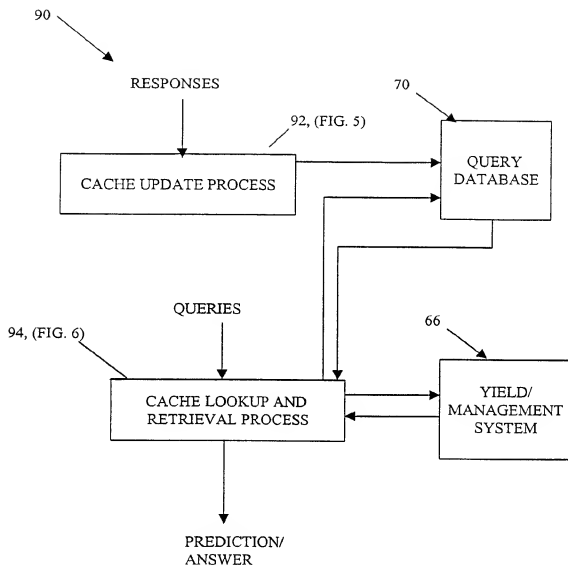 90
RESPONSES
70
92, (FIG. 5)
CACHE UPDATE PROCESS
QUERY
DATABASE
QUERIES
94, (FIG. 6)
66
CACHE LOOKUP AND
RETRIEVAL PROCESS
YIELD/
MANAGEMENT
SYSTEM
PREDICTION/
ANSWER